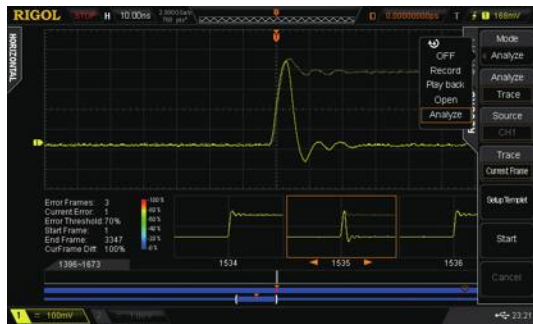 RIGOL STOP H 10.00ns D 0.00000000ps T 1 168mV
HORIZONTAL
OFF
Record
Play back
Open
Analyze
Mode
Analyze
Analyze
Trace
Source
CH1
Trace
Current Frame
Setup Templet
Start
Cancel
Error Frames: 3
Current Error: 1
Error Threshold: 70%
Start Frame: 1
End Frame: 3347
CurFrame Diff: 100%
100%
80%
60%
40%
20%
0%
1396~1673 1534 1535 1536
1 = 100mV 23:21